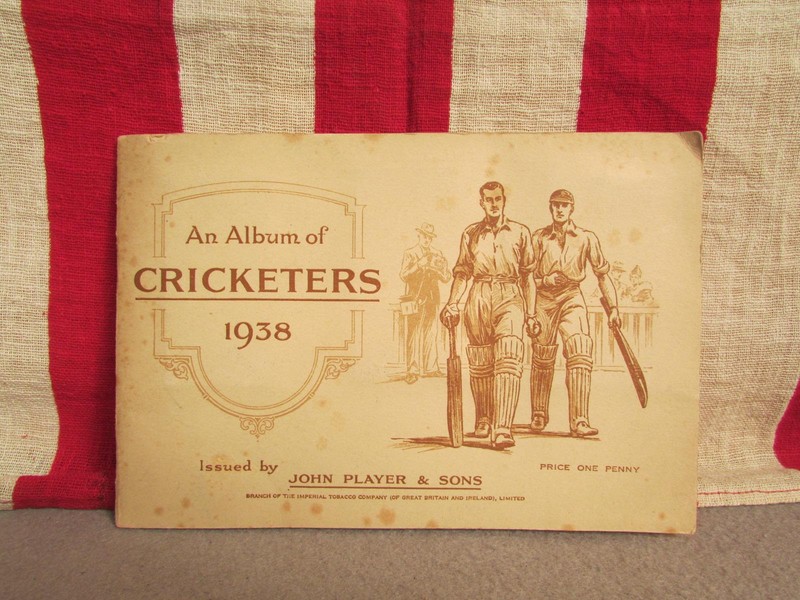 An Album of
CRICKETERS
1938
Issued by
JOHN PLAYER & SONS
PRICE ONE PENNY
BRANCH OF THE IMPERIAL TOBACCO COMPANY (OF GREAT BRITAIN AND IRELAND), LIMITED